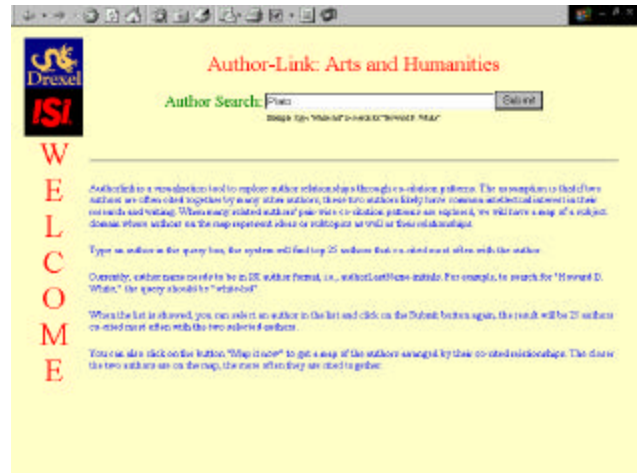 Drexel
ISI
Author-Link: Arts and Humanities
Author Search: Plato Submit
WELCOME
Authorlink is a visualization tool to explore author relationships through co-citation patterns. The assumption is that if two
authors are often cited together by many other authors, these two authors likely have common intellectual interest in their
research and writing. When many related authors' pair-wise co-citation patterns are explored, we will have a map of a subject
domain where authors on the map represent ideas or subtopics as well as their relationships.
Type an author in the query box, the system will find top 25 authors that co-cited most often with the author.
Currently, author name needs to be in ISI author format, i.e., authorLastName-initials. For example, to search for "Howard D.
White," the query should be "white-hd".
When the list is showed, you can select an author in the list and click on the Submit button again, the result will be 25 authors
co-cited most often with the two selected authors.
You can also click on the button "Map it now" to get a map of the authors arranged by their co-cited relationships. The closer
the two authors are on the map, the more often they are cited together.